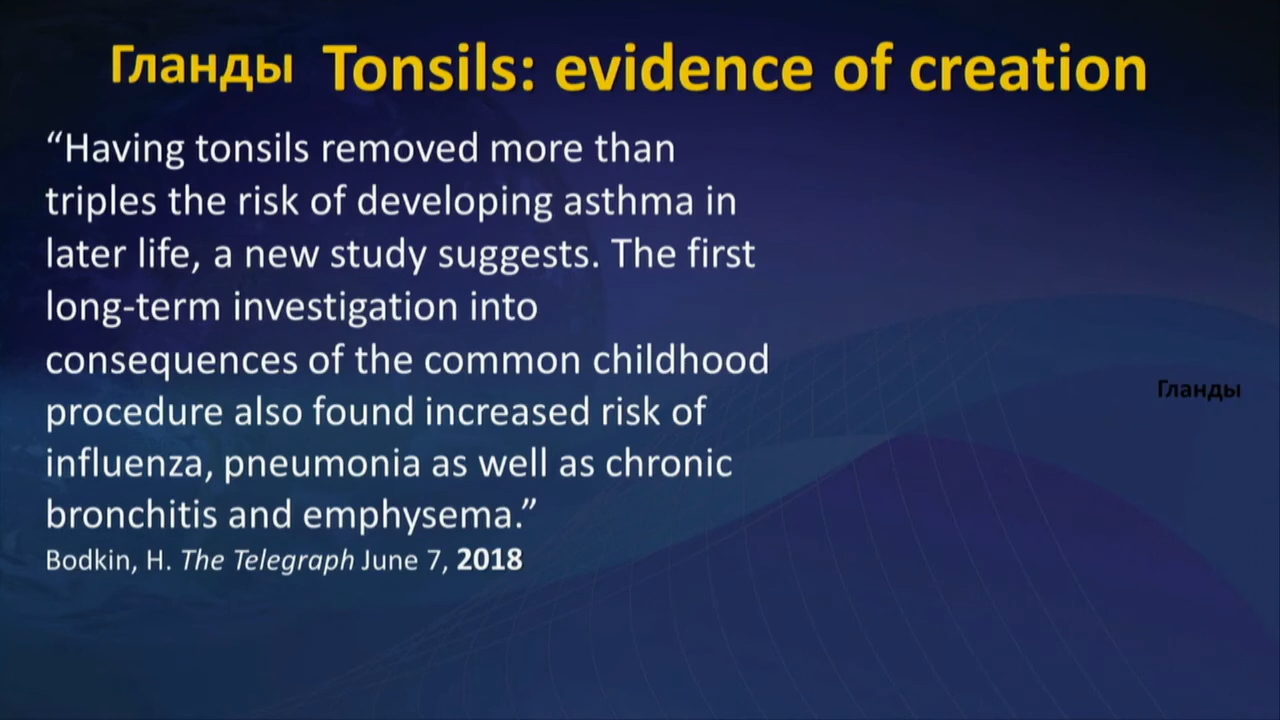 Гланды Tonsils: evidence of creation
“Having tonsils removed more than
triples the risk of developing asthma in
later life, a new study suggests. The first
long-term investigation into
consequences of the common childhood
procedure also found increased risk of
influenza, pneumonia as well as chronic
bronchitis and emphysema.”
Bodkin, H. The Telegraph June 7, 2018
Гланды